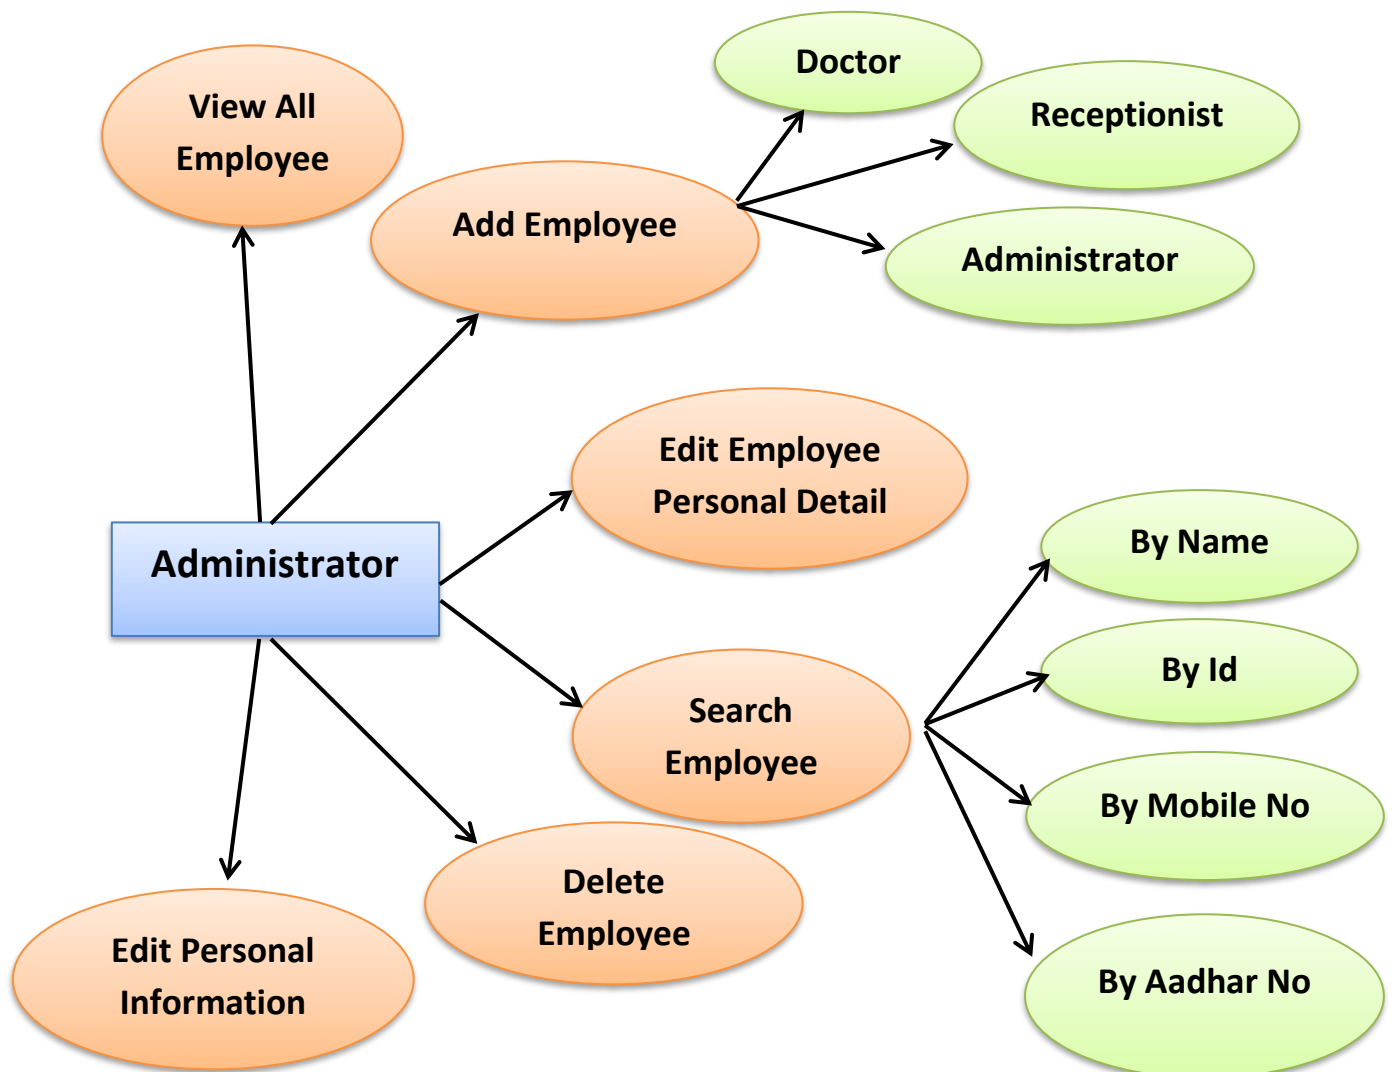 Doctor
View All
Employee
Receptionist
Add Employee
Administrator
Edit Employee
Personal Detail
By Name
Administrator
By Id
Search
Employee
By Mobile No
Delete
Employee
Edit Personal
Information
By Aadhar No